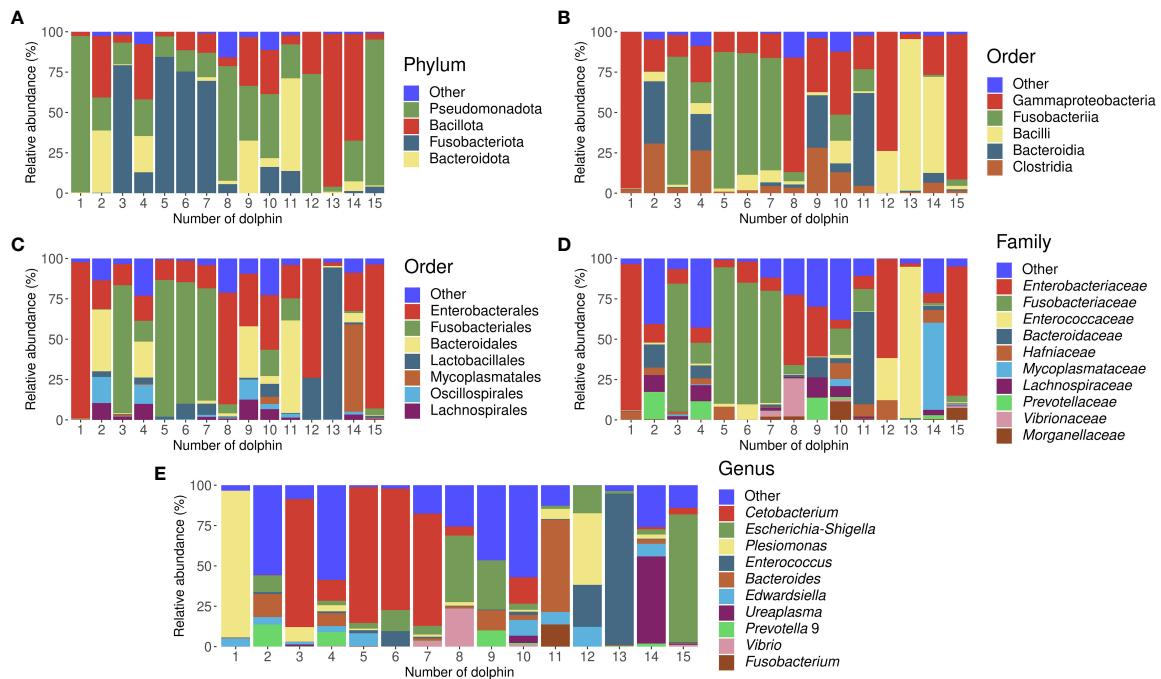 A
Relative abundance (%)
100
75
50
25
0
1 2 3 4 5 6 7 8 9 10 11 12 13 14 15
Number of dolphin
Phylum
Other
Pseudomonadota
Bacillota
Fusobacteriota
Bacteroidota
B
Relative abundance (%)
100
75
50
25
0
1 2 3 4 5 6 7 8 9 10 11 12 13 14 15
Number of dolphin
Order
Other
Gammaproteobacteria
Fusobacteriia
Bacilli
Bacteroidia
Clostridia
C
Relative abundance (%)
100
75
50
25
0
1 2 3 4 5 6 7 8 9 10 11 12 13 14 15
Number of dolphin
Order
Other
Enterobacterales
Fusobacteriales
Bacteroidales
Lactobacillales
Mycoplasmatales
Oscillospirales
Lachnospirales
D
Relative abundance (%)
100
75
50
25
0
1 2 3 4 5 6 7 8 9 10 11 12 13 14 15
Number of dolphin
Family
Other
Enterobacteriaceae
Fusobacteriaceae
Enterococcaceae
Bacteroidaceae
Hafniaceae
Mycoplasmataceae
Lachnospiraceae
Prevotellaceae
Vibrionaceae
Morganellaceae
E
Relative abundance (%)
100
75
50
25
0
1 2 3 4 5 6 7 8 9 10 11 12 13 14 15
Number of dolphin
Genus
Other
Cetobacterium
Escherichia-Shigella
Plesiomonas
Enterococcus
Bacteroides
Edwardsiella
Ureaplasma
Prevotella 9
Vibrio
Fusobacterium